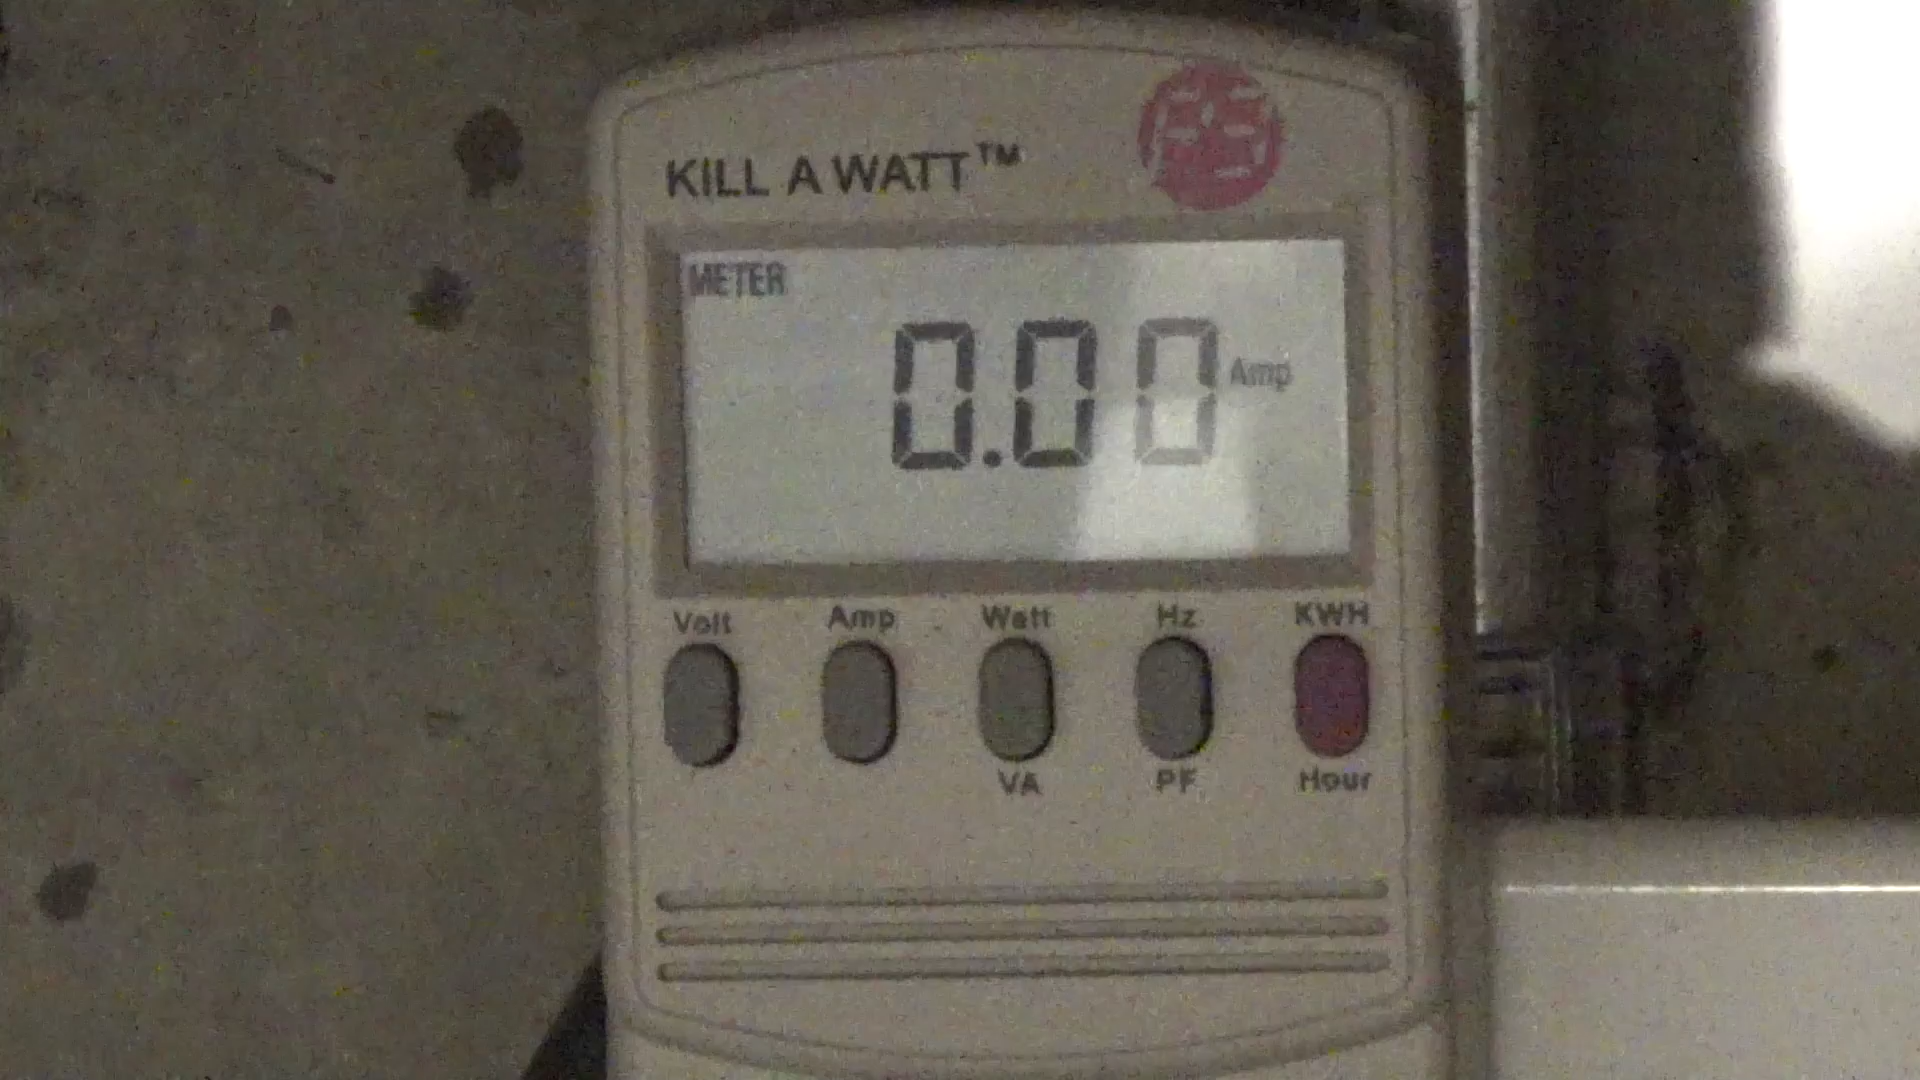 KILL A WATT™
METER
0.00 Amp
Volt Amp Watt Hz KWH
VA PF Hour